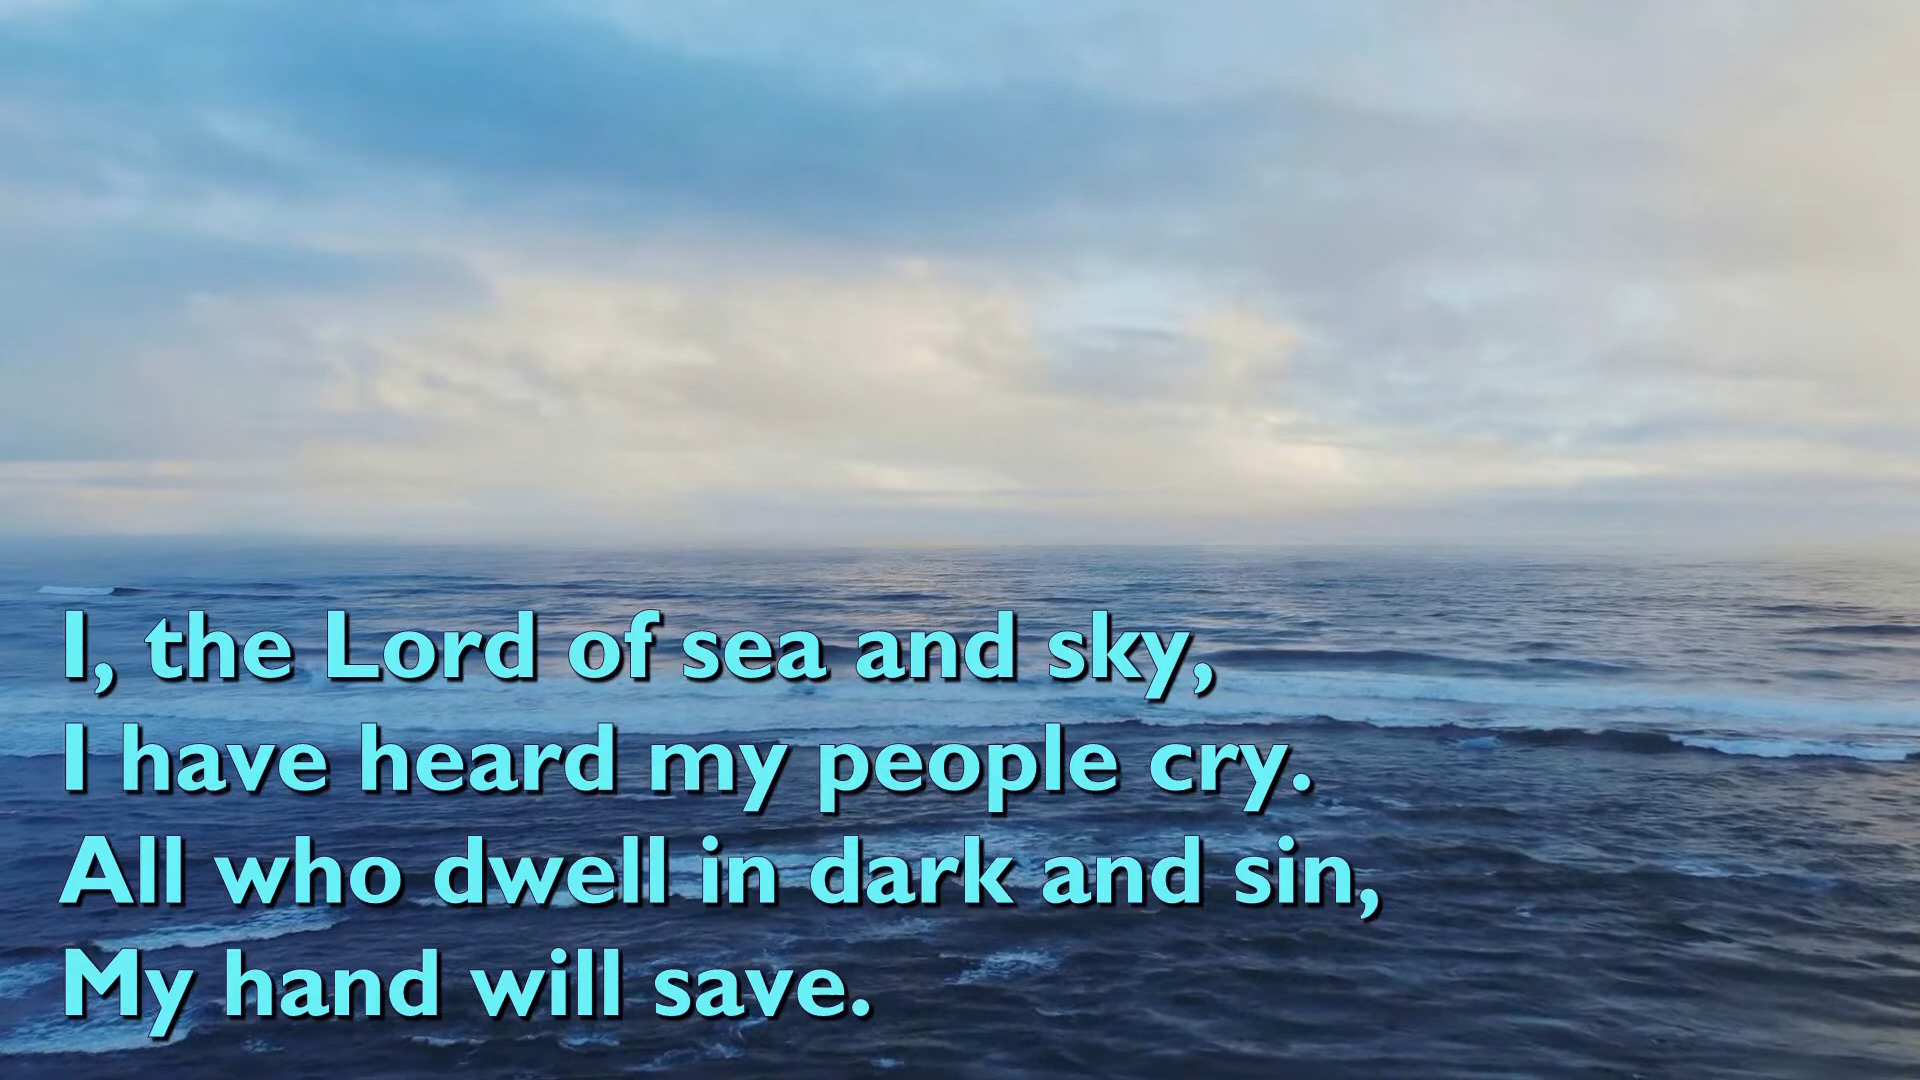 I, the Lord of sea and sky,
I have heard my people cry.
All who dwell in dark and sin,
My hand will save.